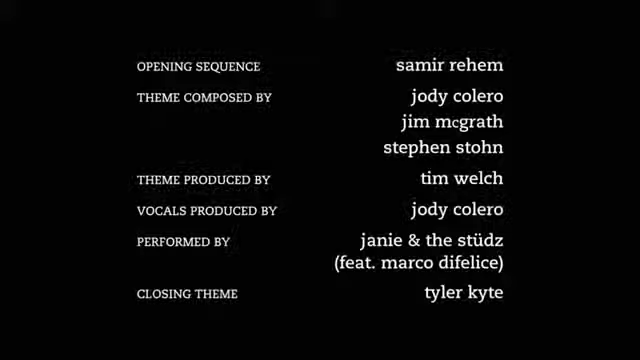 OPENING SEQUENCE samir rehem
THEME COMPOSED BY jody colero
jim mcgrath
stephen stohn
THEME PRODUCED BY tim welch
VOCALS PRODUCED BY jody colero
PERFORMED BY janie & the stüdz
(feat. marco difelice)
CLOSING THEME tyler kyte